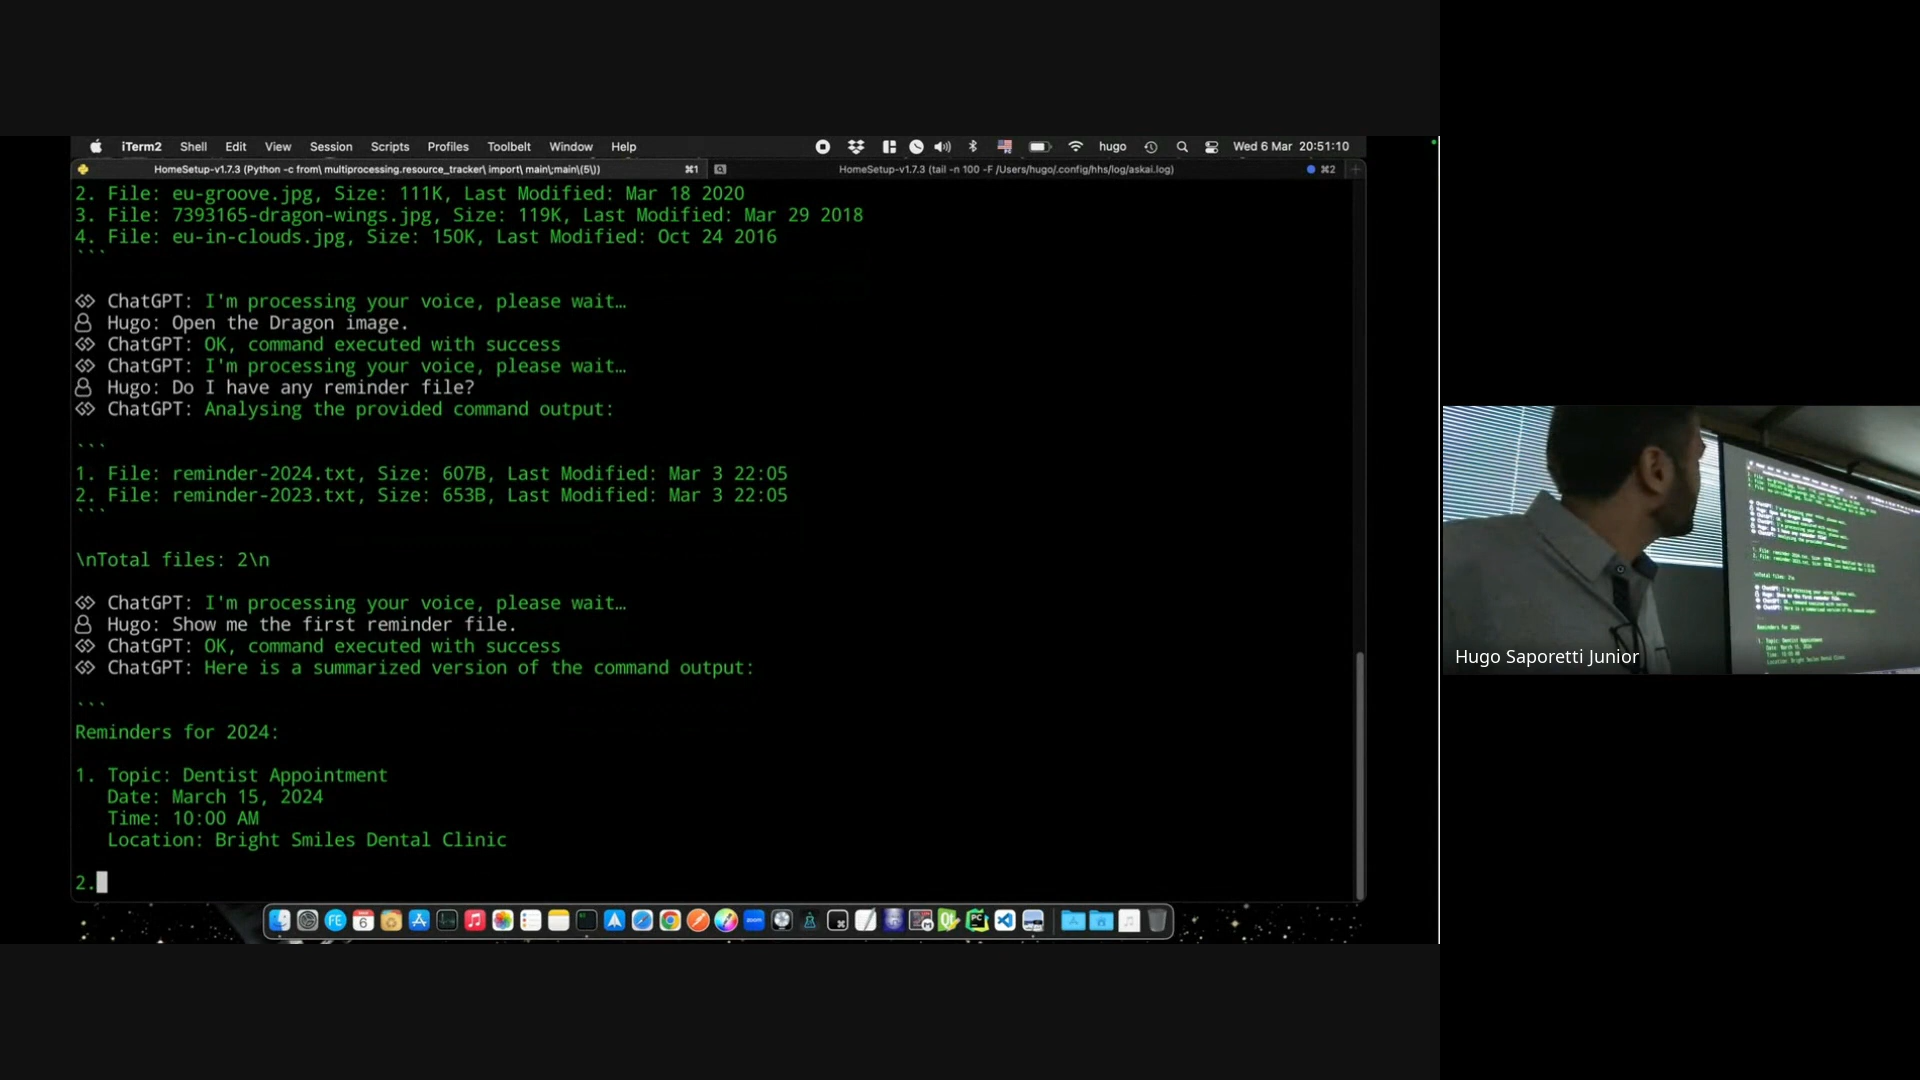 iTerm2 Shell Edit View Session Scripts Profiles Toolbelt Window Help hugo Wed 6 Mar 20:51:10
HomeSetup-v1.7.3 (Python -c from\ multiprocessing.resource_tracker\ import\ main\;main\(5\)) ⌘1 HomeSetup-v1.7.3 (tail -n 100 -F /Users/hugo/.config/hhs/log/askai.log) ⌘2
2. File: eu-groove.jpg, Size: 111K, Last Modified: Mar 18 2020
3. File: 7393165-dragon-wings.jpg, Size: 119K, Last Modified: Mar 29 2018
4. File: eu-in-clouds.jpg, Size: 150K, Last Modified: Oct 24 2016
```
ChatGPT: I'm processing your voice, please wait…
Hugo: Open the Dragon image.
ChatGPT: OK, command executed with success
ChatGPT: I'm processing your voice, please wait…
Hugo: Do I have any reminder file?
ChatGPT: Analysing the provided command output:
```
1. File: reminder-2024.txt, Size: 607B, Last Modified: Mar 3 22:05
2. File: reminder-2023.txt, Size: 653B, Last Modified: Mar 3 22:05
```
\nTotal files: 2\n
ChatGPT: I'm processing your voice, please wait…
Hugo: Show me the first reminder file.
ChatGPT: OK, command executed with success
ChatGPT: Here is a summarized version of the command output:
```
Reminders for 2024:
1. Topic: Dentist Appointment
Date: March 15, 2024
Time: 10:00 AM
Location: Bright Smiles Dental Clinic
2.
Hugo Saporetti Junior